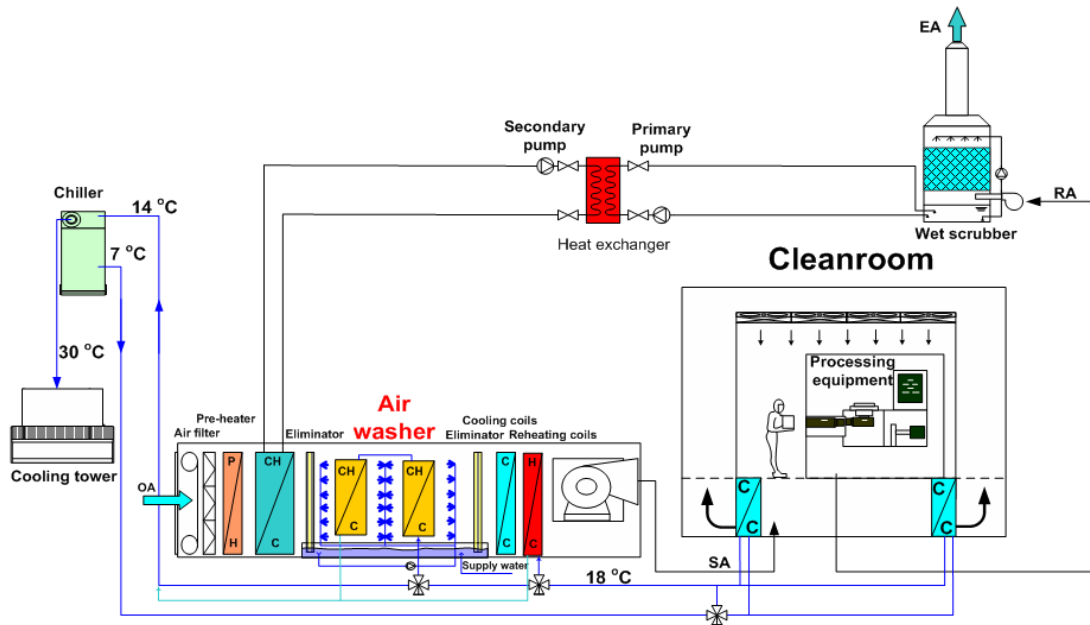 EA
Secondary
pump
Primary
pump
Chiller
14 °C
RA
7 °C
Heat exchanger
Wet scrubber
Cleanroom
30 °C
Processing
equipment
Air
washer
Pre-heater
Air filter
Eliminator
Cooling coils
Eliminator Reheating coils
Cooling tower
P
H
CH
C
CH
C
CH
C
C
C
H
C
OA
C
C
C
C
Supply water
SA
18 °C